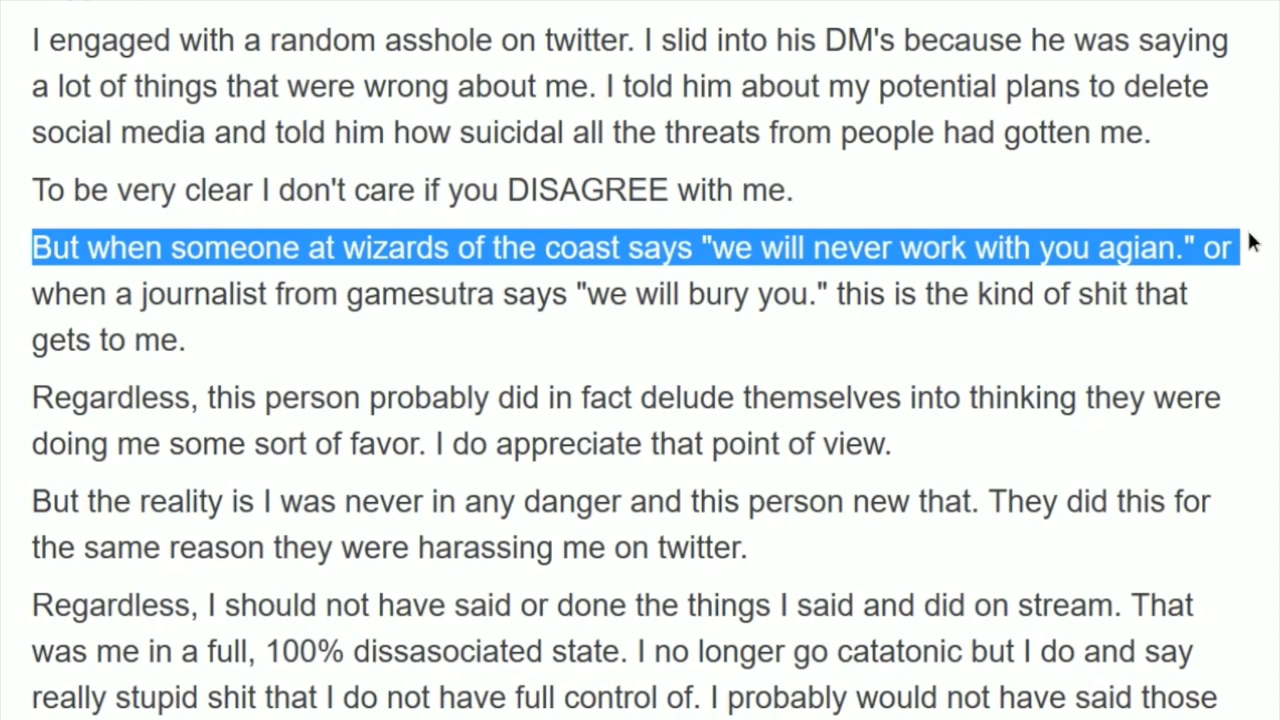 I engaged with a random asshole on twitter. I slid into his DM's because he was saying
a lot of things that were wrong about me. I told him about my potential plans to delete
social media and told him how suicidal all the threats from people had gotten me.
To be very clear I don't care if you DISAGREE with me.
But when someone at wizards of the coast says "we will never work with you agian." or
when a journalist from gamesutra says "we will bury you." this is the kind of shit that
gets to me.
Regardless, this person probably did in fact delude themselves into thinking they were
doing me some sort of favor. I do appreciate that point of view.
But the reality is I was never in any danger and this person new that. They did this for
the same reason they were harassing me on twitter.
Regardless, I should not have said or done the things I said and did on stream. That
was me in a full, 100% dissasociated state. I no longer go catatonic but I do and say
really stupid shit that I do not have full control of. I probably would not have said those